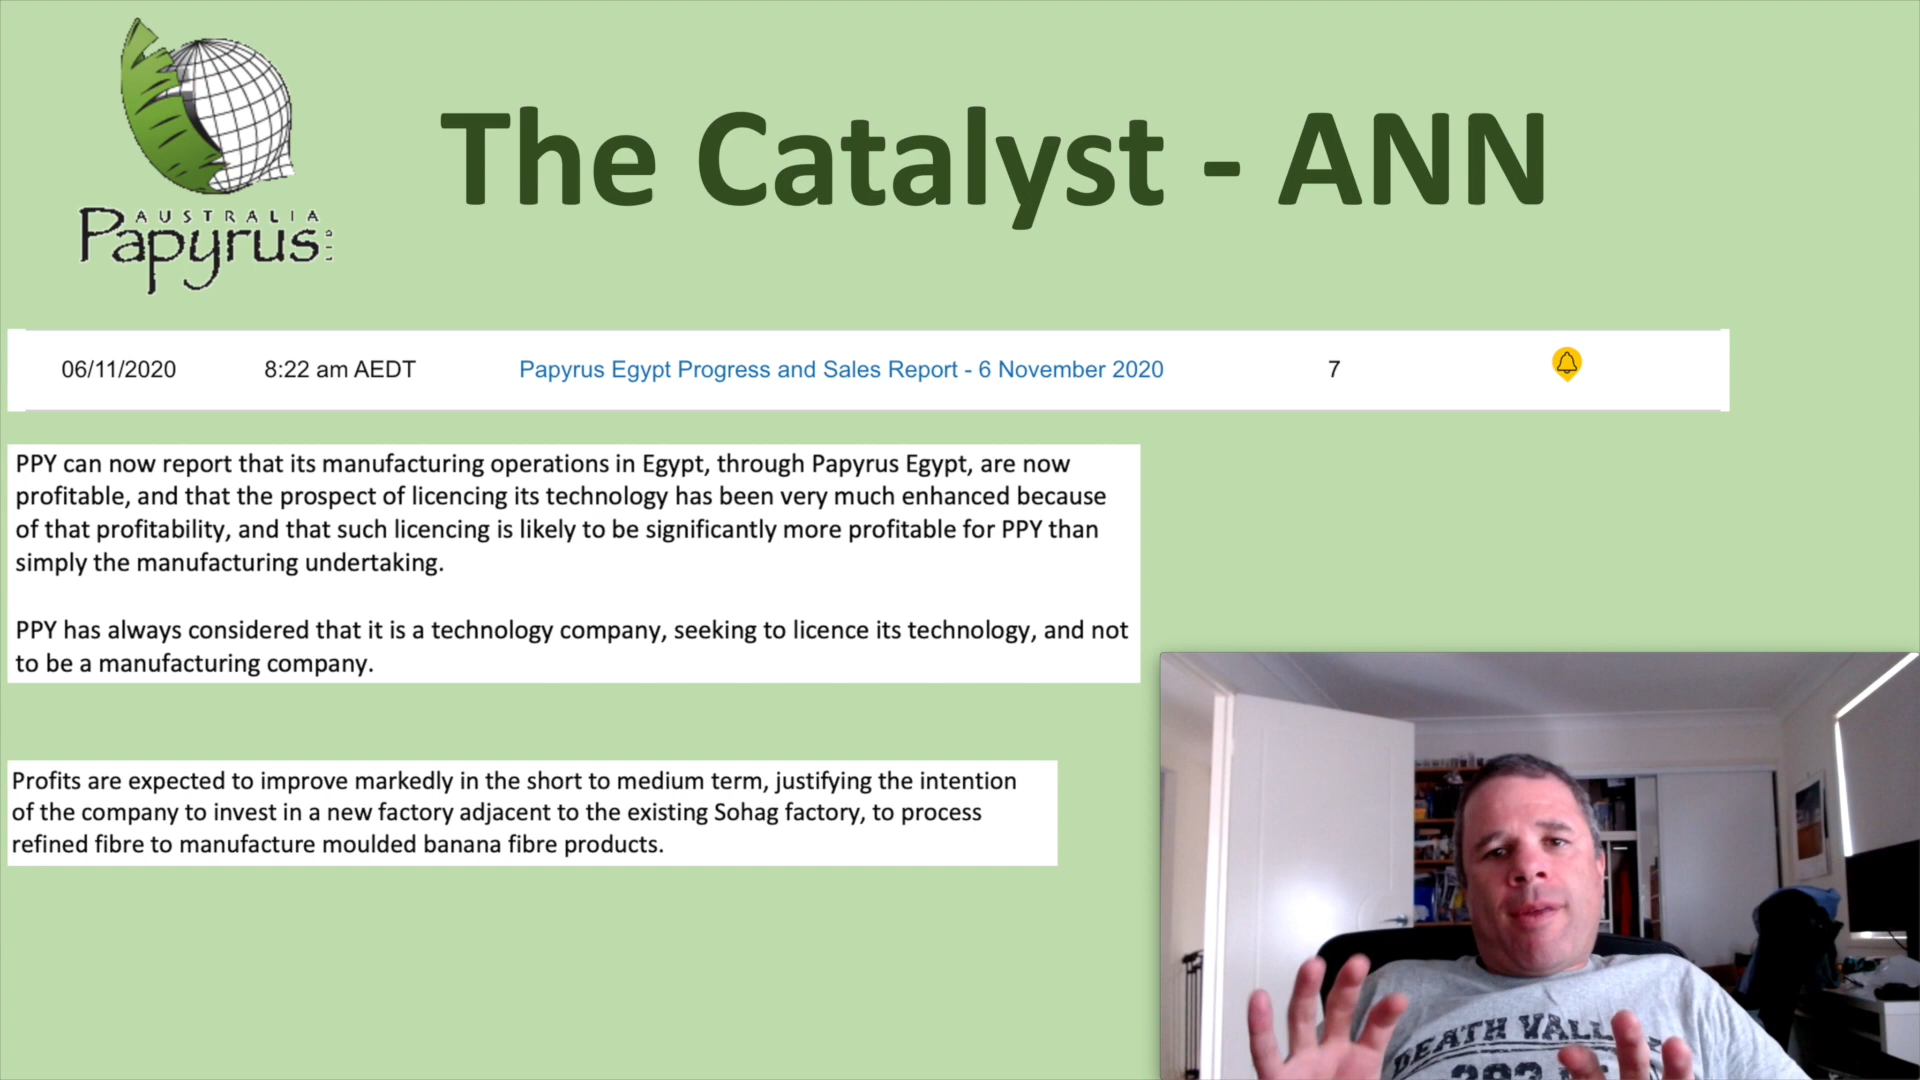 AUSTRALIA
Papyrus LTD
The Catalyst - ANN
06/11/2020 8:22 am AEDT Papyrus Egypt Progress and Sales Report - 6 November 2020 7
PPY can now report that its manufacturing operations in Egypt, through Papyrus Egypt, are now
profitable, and that the prospect of licencing its technology has been very much enhanced because
of that profitability, and that such licencing is likely to be significantly more profitable for PPY than
simply the manufacturing undertaking.
PPY has always considered that it is a technology company, seeking to licence its technology, and not
to be a manufacturing company.
Profits are expected to improve markedly in the short to medium term, justifying the intention
of the company to invest in a new factory adjacent to the existing Sohag factory, to process
refined fibre to manufacture moulded banana fibre products.
DEATH